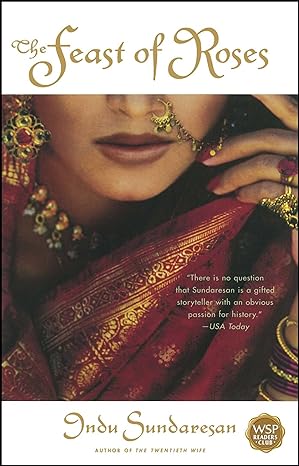 The Feast of Roses
"There is no question
that Sundaresan is a gifted
storyteller with an obvious
passion for history."
—USA Today
Indu Sundaresan
AUTHOR OF THE TWENTIETH WIFE
WSP
READERS
CLUB